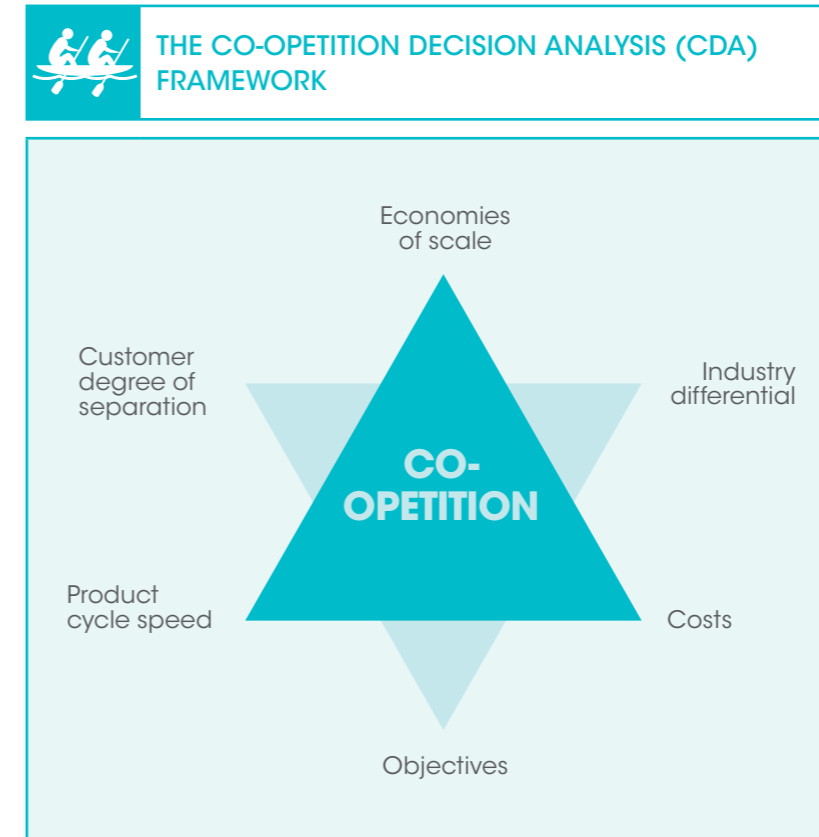 THE CO-OPETITION DECISION ANALYSIS (CDA)
FRAMEWORK
Economies
of scale
Customer
degree of
separation
Industry
differential
CO-
OPETITION
Product
cycle speed
Costs
Objectives